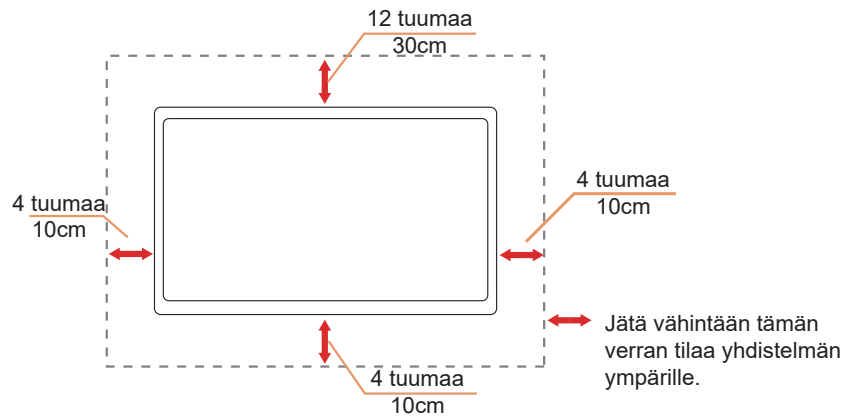 12 tuumaa
30cm
4 tuumaa
10cm
4 tuumaa
10cm
Jätä vähintään tämän
verran tilaa yhdistelmän
ympärille.
4 tuumaa
10cm